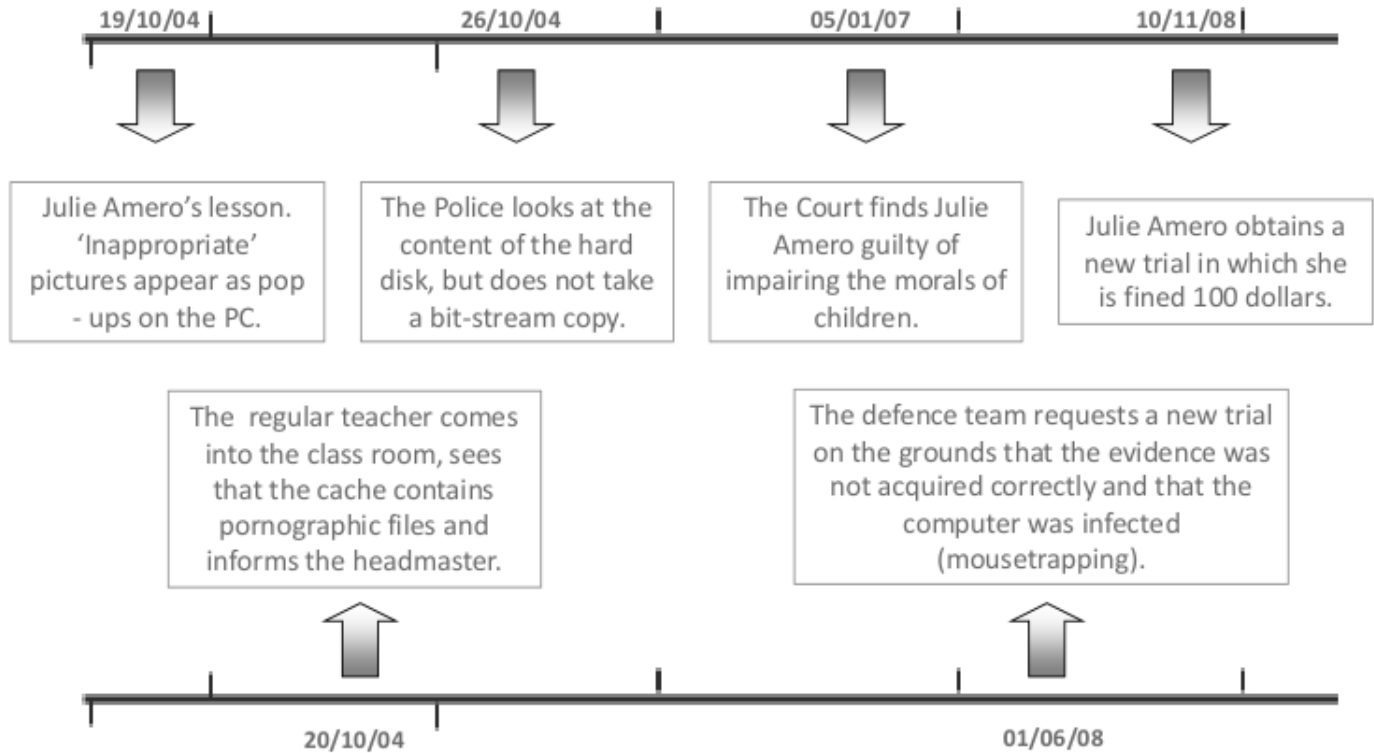 19/10/04
26/10/04
05/01/07
10/11/08
Julie Amero’s lesson.
‘Inappropriate’
pictures appear as pop
- ups on the PC.
The Police looks at the
content of the hard
disk, but does not take
a bit-stream copy.
The Court finds Julie
Amero guilty of
impairing the morals of
children.
Julie Amero obtains a
new trial in which she
is fined 100 dollars.
The regular teacher comes
into the class room, sees
that the cache contains
pornographic files and
informs the headmaster.
The defence team requests a new trial
on the grounds that the evidence was
not acquired correctly and that the
computer was infected
(mousetrapping).
20/10/04
01/06/08